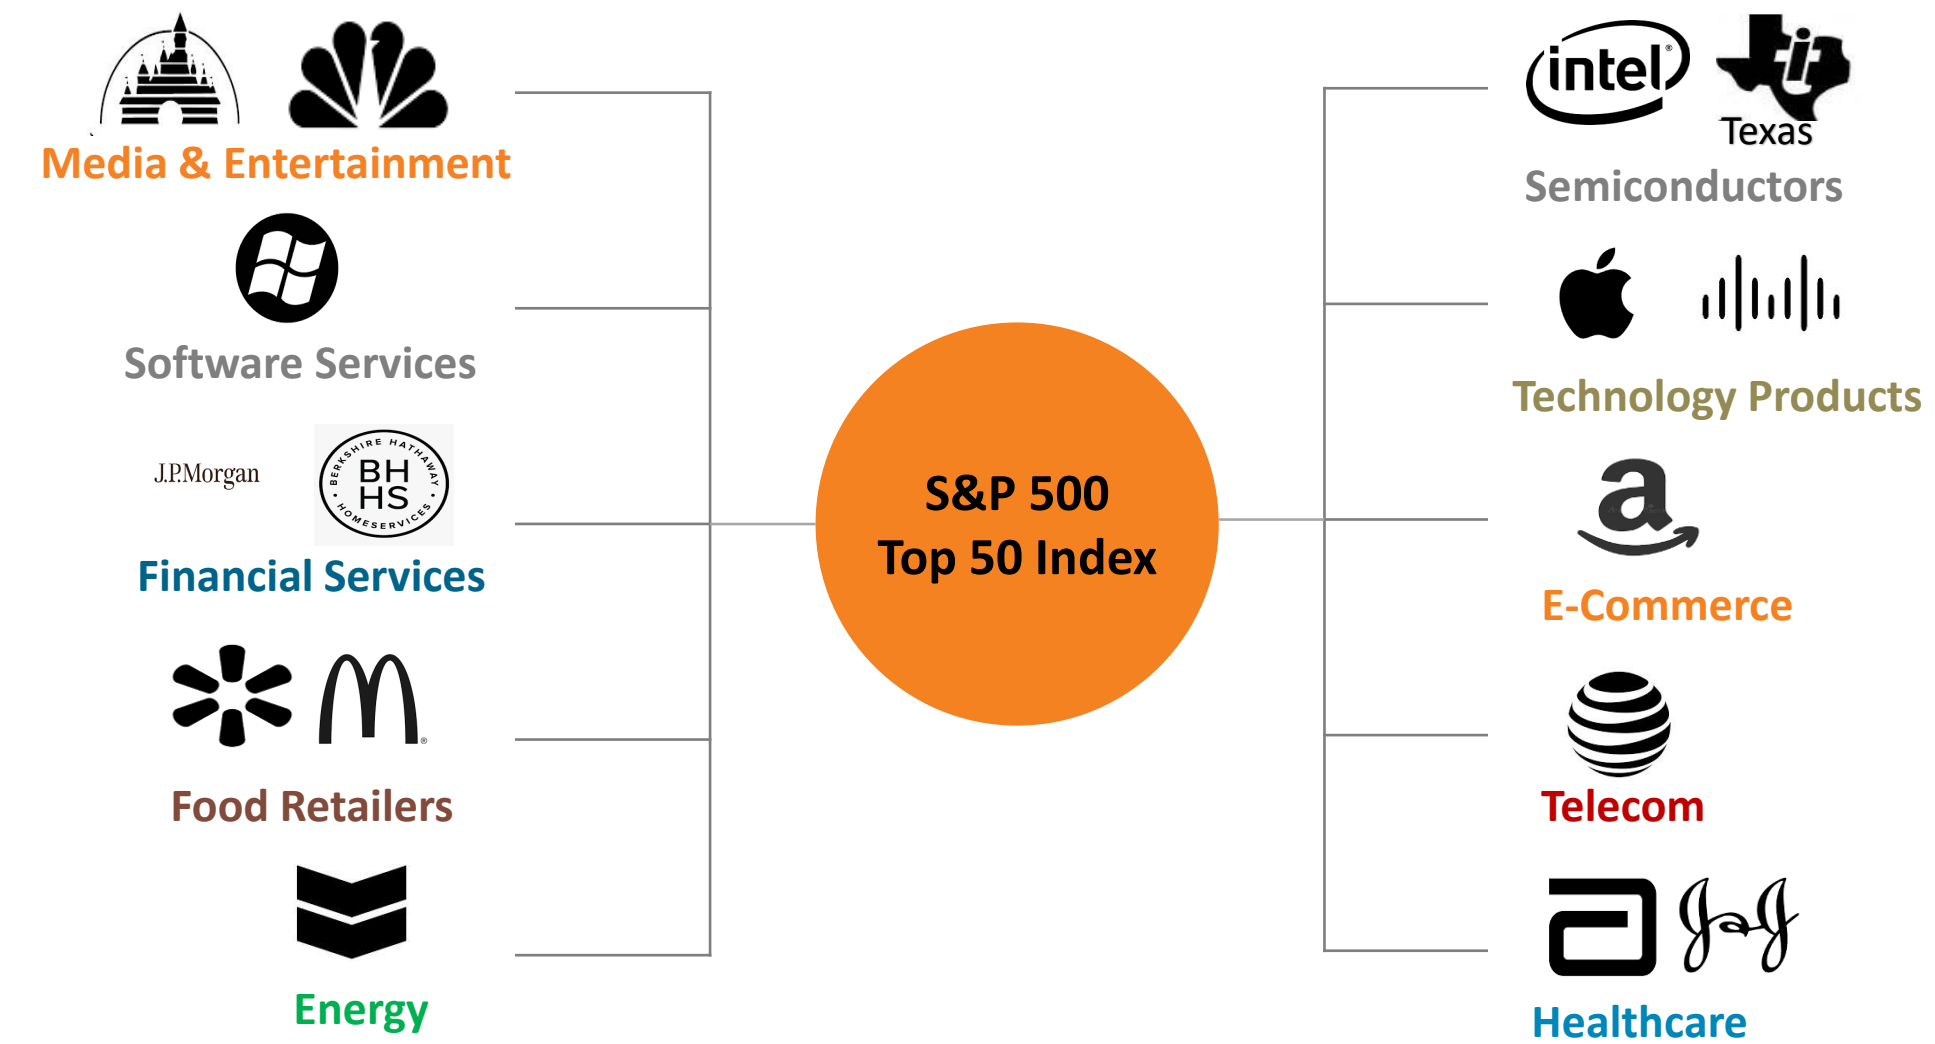 Media & Entertainment
Software Services
J.P.Morgan
BERKSHIRE HATHAWAY
BH
HS
HOMESERVICES
Financial Services
®
Food Retailers
Energy
S&P 500
Top 50 Index
intel®
Texas
Semiconductors
Technology Products
a
E-Commerce
Telecom
J&J
Healthcare